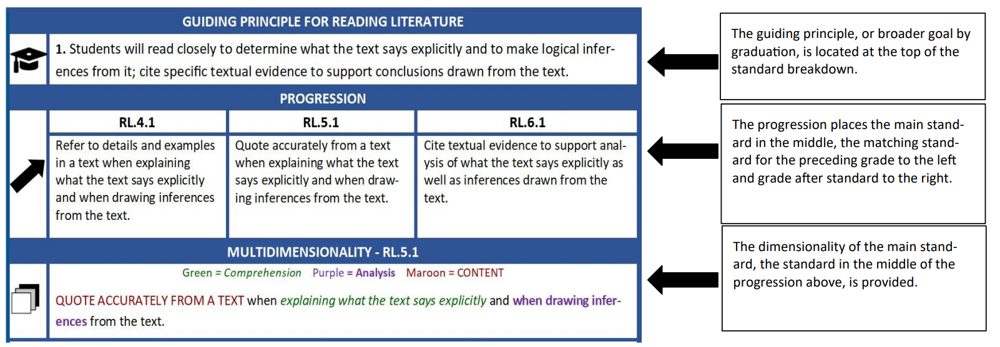 GUIDING PRINCIPLE FOR READING LITERATURE
1. Students will read closely to determine what the text says explicitly and to make logical infer-
ences from it; cite specific textual evidence to support conclusions drawn from the text.
The guiding principle, or broader goal by
graduation, is located at the top of the
standard breakdown.
PROGRESSION
RL.4.1
Refer to details and examples
in a text when explaining
what the text says explicitly
and when drawing inferences
from the text.
RL.5.1
Quote accurately from a text
when explaining what the text
says explicitly and when draw-
ing inferences from the text.
RL.6.1
Cite textual evidence to support anal-
ysis of what the text says explicitly as
well as inferences drawn from the
text.
The progression places the main stand-
ard in the middle, the matching stand-
ard for the preceding grade to the left
and grade after standard to the right.
MULTIDIMENSIONALITY - RL.5.1
Green = Comprehension Purple = Analysis Maroon = CONTENT
QUOTE ACCURATELY FROM A TEXT when explaining what the text says explicitly and when drawing infer-
ences from the text.
The dimensionality of the main stand-
ard, the standard in the middle of the
progression above, is provided.